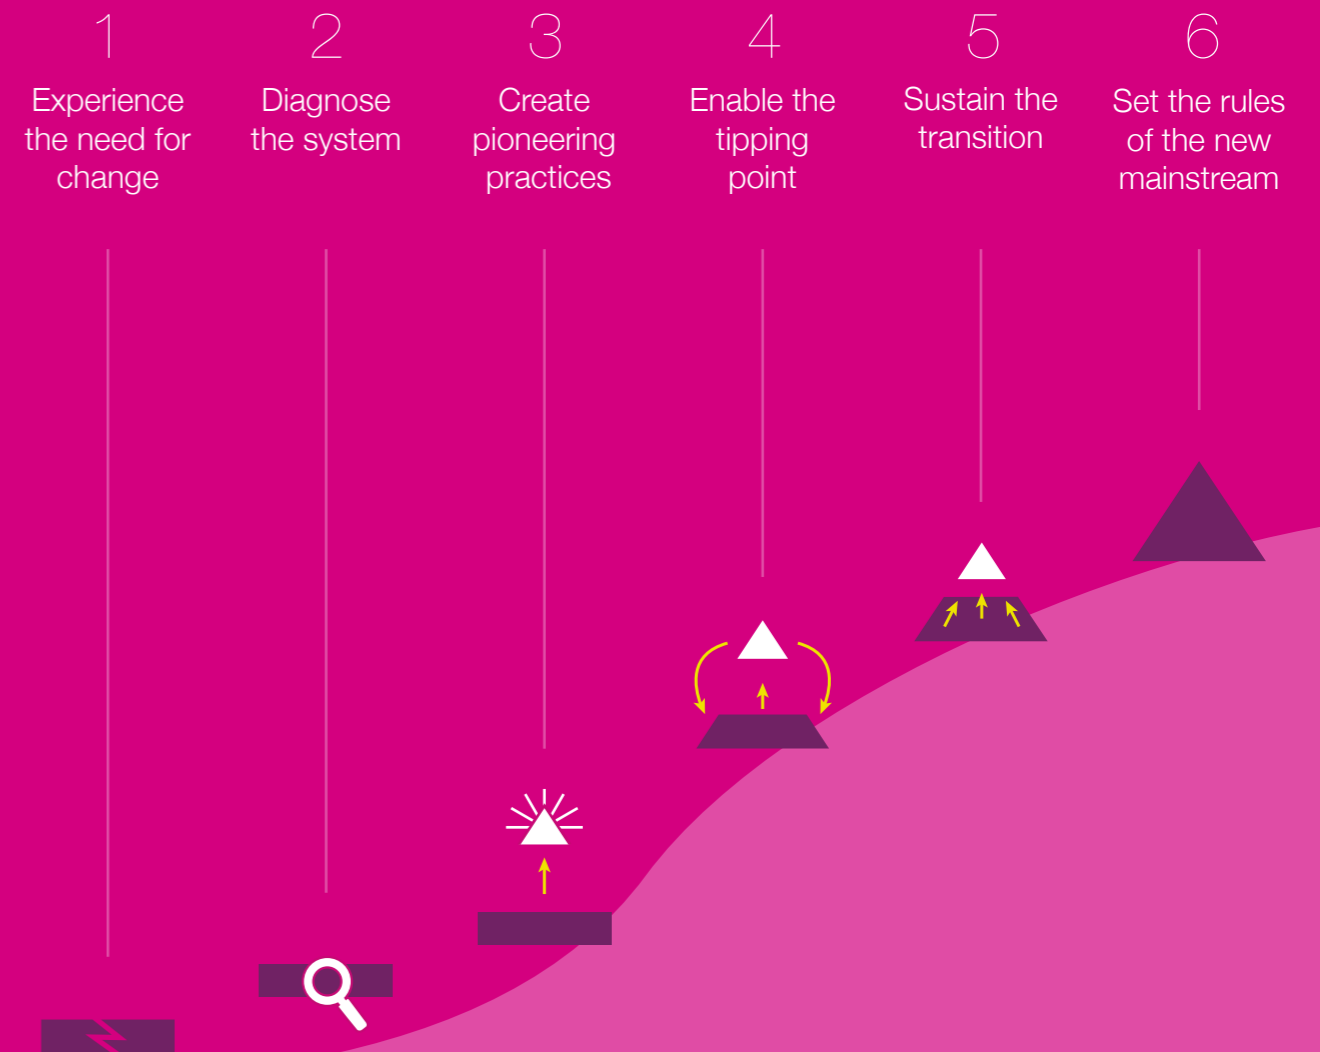 1
Experience
the need for
change
2
Diagnose
the system
3
Create
pioneering
practices
4
Enable the
tipping
point
5
Sustain the
transition
6
Set the rules
of the new
mainstream